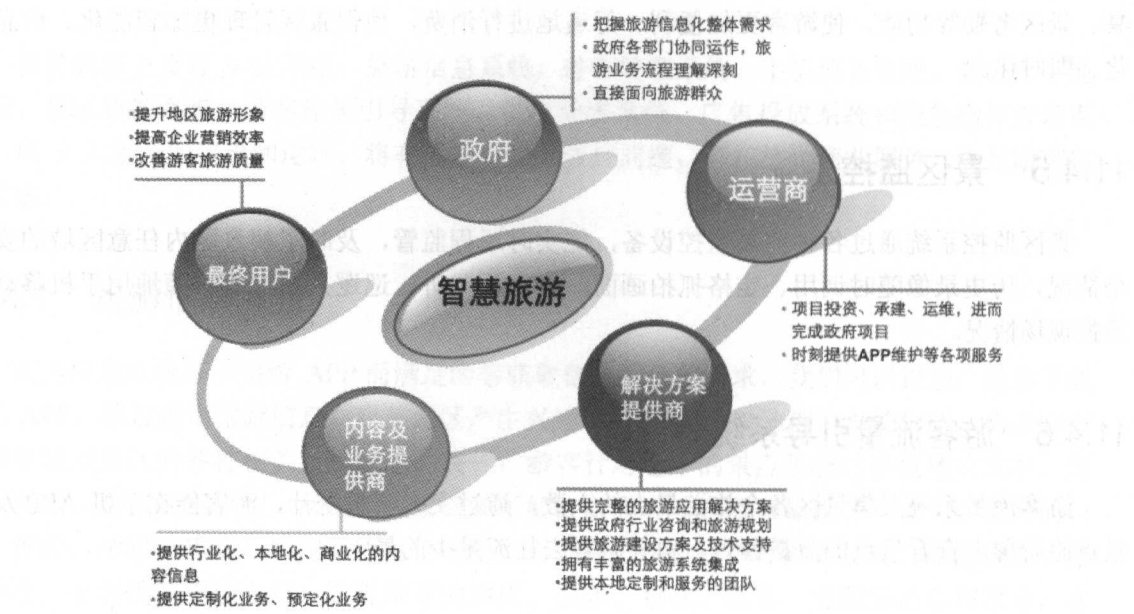 ·把握旅游信息化整体需求
·政府各部门协同运作，旅
游业务流程理解深刻
·直接面向旅游群众
·提升地区旅游形象
·提高企业营销效率
·改善游客旅游质量
政府
运营商
最终用户
智慧旅游
·项目投资、承建、运维，进而
完成政府项目
·时刻提供APP维护等各项服务
解决方案
提供商
内容及
业务提
供商
·提供完整的旅游应用解决方案
·提供政府行业咨询和旅游规划
·提供旅游建设方案及技术支持
·拥有丰富的旅游系统集成
·提供本地定制和服务的团队
·提供行业化、本地化、商业化的内
容信息
·提供定制化业务、预定化业务